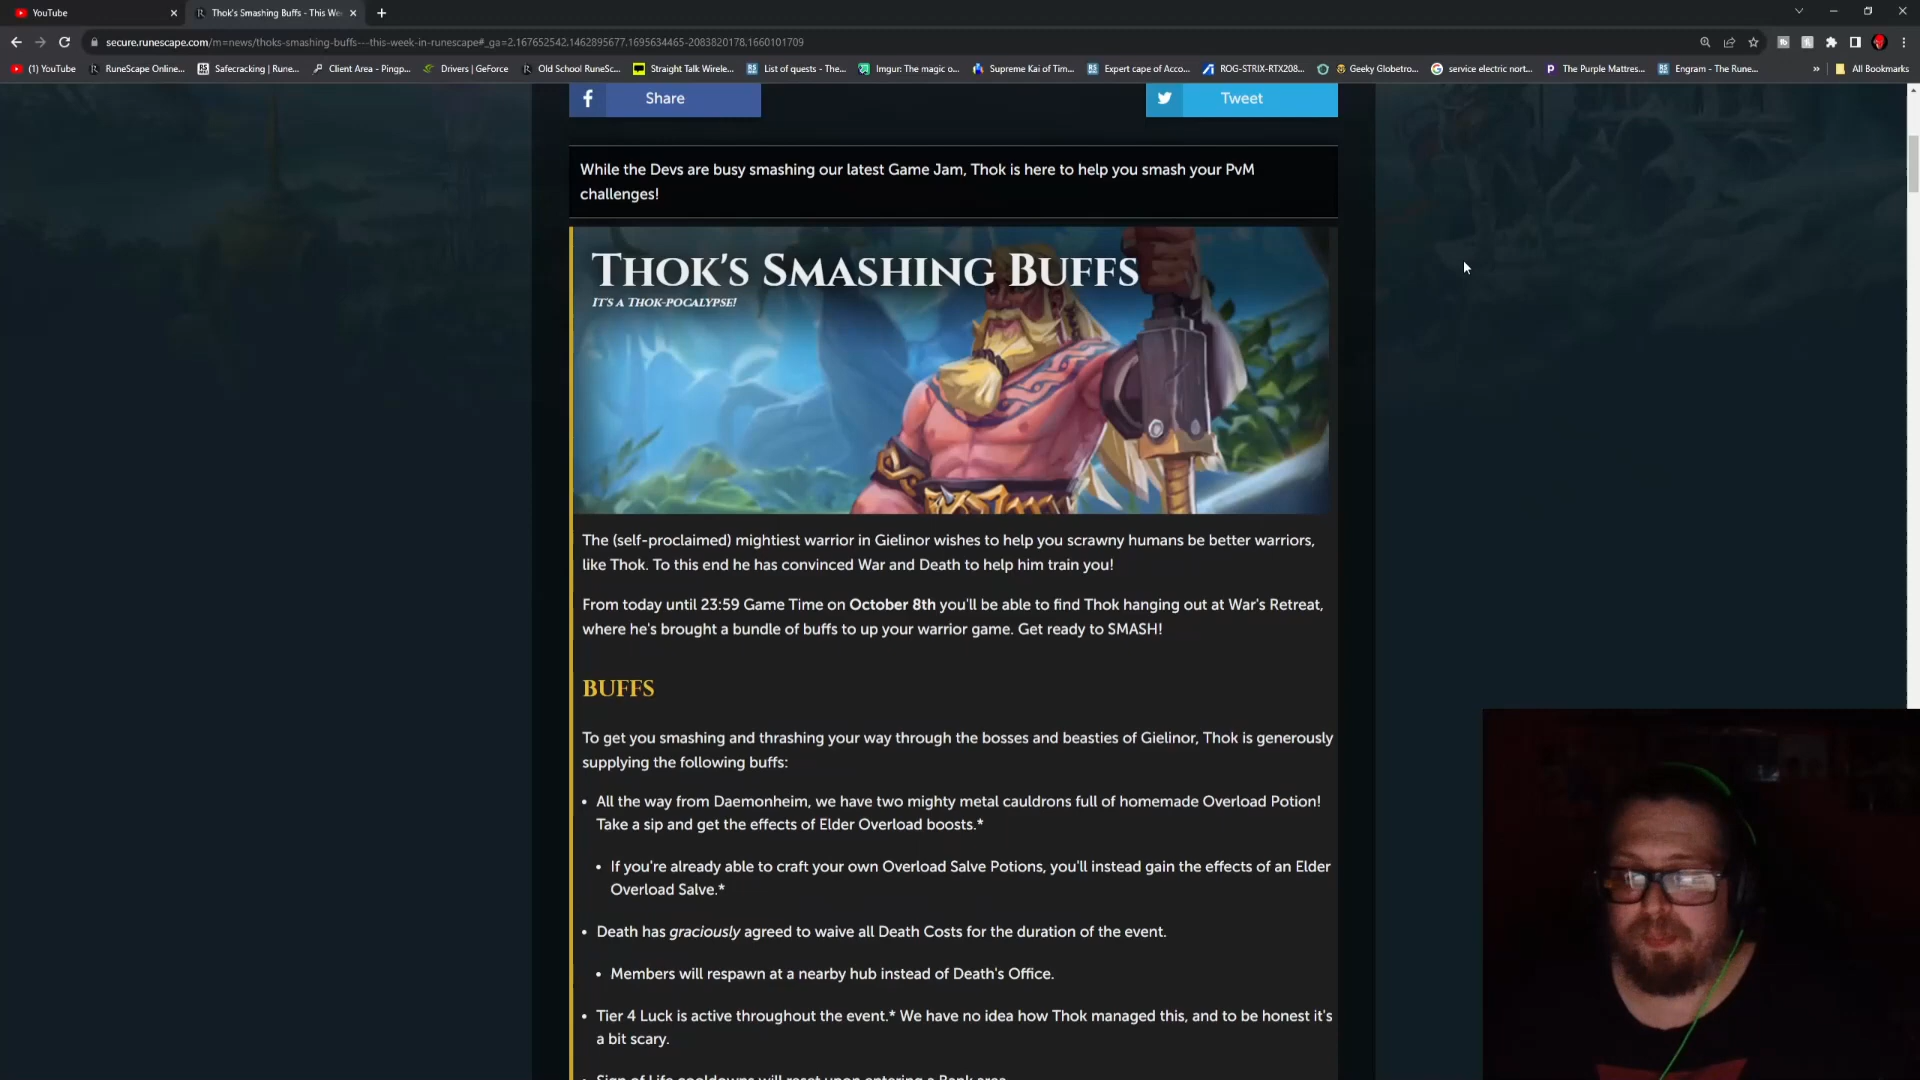 YouTube
Thok's Smashing Buffs - This We
secure.runescape.com/m=news/thoks-smashing-buffs---this-week-in-runescape#_ga=2.167652542.1462895677.1695634465-2083820178.1660101709
(1) YouTube
RuneScape Online...
Safecracking | Rune...
Client Area - Pingp...
Drivers | GeForce
Old School RuneSc...
Straight Talk Wirele...
List of quests - The...
Imgur: The magic o...
Supreme Kai of Tim...
Expert cape of Acco...
ROG-STRIX-RTX208...
Geeky Globetro...
service electric nort...
The Purple Mattres...
Engram - The Rune...
»
All Bookmarks
Share
Tweet
While the Devs are busy smashing our latest Game Jam, Thok is here to help you smash your PvM
challenges!
THOK'S SMASHING BUFFS
IT'S A THOK-POCALYPSE!
The (self-proclaimed) mightiest warrior in Gielinor wishes to help you scrawny humans be better warriors,
like Thok. To this end he has convinced War and Death to help him train you!
From today until 23:59 Game Time on October 8th you'll be able to find Thok hanging out at War's Retreat,
where he's brought a bundle of buffs to up your warrior game. Get ready to SMASH!
BUFFS
To get you smashing and thrashing your way through the bosses and beasties of Gielinor, Thok is generously
supplying the following buffs:
• All the way from Daemonheim, we have two mighty metal cauldrons full of homemade Overload Potion!
Take a sip and get the effects of Elder Overload boosts.*
• If you're already able to craft your own Overload Salve Potions, you'll instead gain the effects of an Elder
Overload Salve.*
• Death has graciously agreed to waive all Death Costs for the duration of the event.
• Members will respawn at a nearby hub instead of Death's Office.
• Tier 4 Luck is active throughout the event.* We have no idea how Thok managed this, and to be honest it's
a bit scary.
• Sign of Life cooldowns will reset upon entering a Bank area.